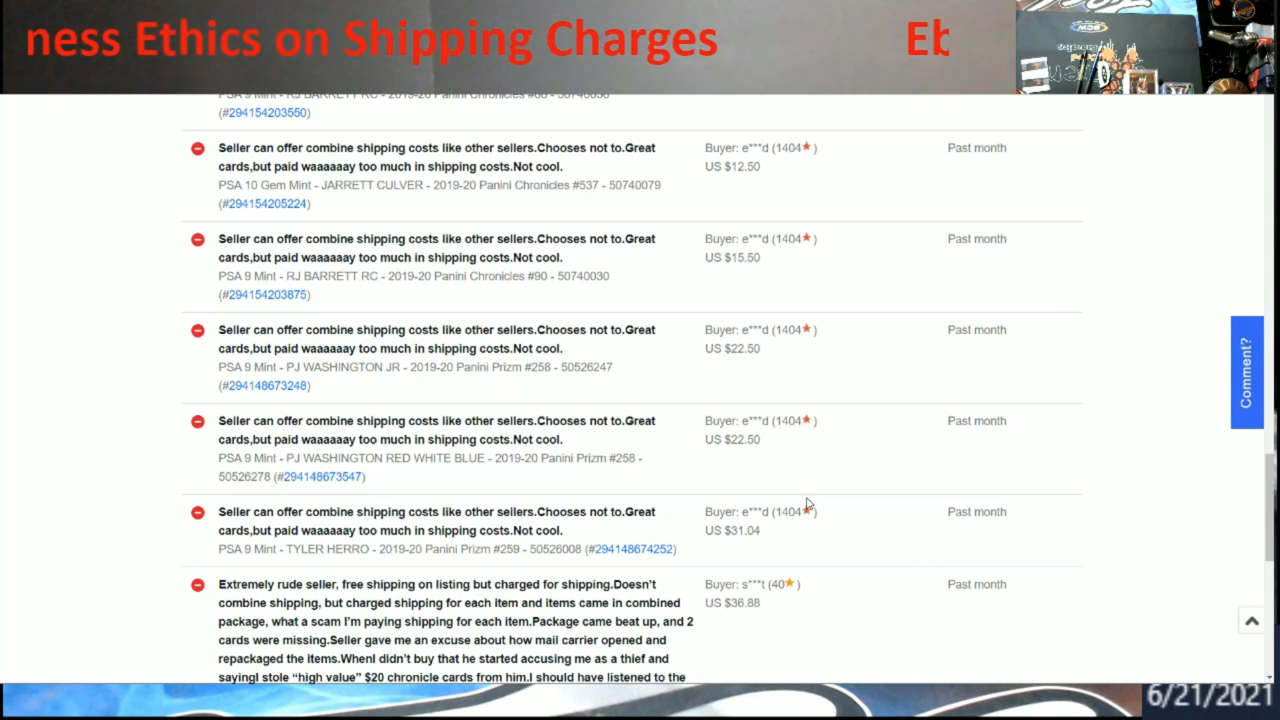 ness Ethics on Shipping Charges Eb
PSA 9 Mint - RJ BARRETT RC - 2019-20 Panini Chronicles
(#294154203550)
Seller can offer combine shipping costs like other sellers.Chooses not to.Great Buyer: e***d (1404★) Past month
cards,but paid waaaaaay too much in shipping costs.Not cool. US $12.50
PSA 10 Gem Mint - JARRETT CULVER - 2019-20 Panini Chronicles #537 - 50740079
(#294154205224)
Seller can offer combine shipping costs like other sellers.Chooses not to.Great Buyer: e***d (1404★) Past month
cards,but paid waaaaaay too much in shipping costs.Not cool. US $15.50
PSA 9 Mint - RJ BARRETT RC - 2019-20 Panini Chronicles #90 - 50740030
(#294154203875)
Seller can offer combine shipping costs like other sellers.Chooses not to.Great Buyer: e***d (1404★) Past month
cards,but paid waaaaaay too much in shipping costs.Not cool. US $22.50
PSA 9 Mint - PJ WASHINGTON JR - 2019-20 Panini Prizm #258 - 50526247
(#294148673248)
Comment?
Seller can offer combine shipping costs like other sellers.Chooses not to.Great Buyer: e***d (1404★) Past month
cards,but paid waaaaaay too much in shipping costs.Not cool. US $22.50
PSA 9 Mint - PJ WASHINGTON RED WHITE BLUE - 2019-20 Panini Prizm #258 -
50526278 (#294148673547)
Seller can offer combine shipping costs like other sellers.Chooses not to.Great Buyer: e***d (1404★) Past month
cards,but paid waaaaaay too much in shipping costs.Not cool. US $31.04
PSA 9 Mint - TYLER HERRO - 2019-20 Panini Prizm #259 - 50526008 (#294148674252)
Extremely rude seller, free shipping on listing but charged for shipping.Doesn't Buyer: s***t (40★) Past month
combine shipping, but charged shipping for each item and items came in combined US $36.88
package, what a scam I'm paying shipping for each item.Package came beat up, and 2
cards were missing.Seller gave me an excuse about how mail carrier opened and
repackaged the items.WhenI didn't buy that he started accusing me as a thief and
sayingI stole "high value" $20 chronicle cards from him.I should have listened to the
6/21/2021